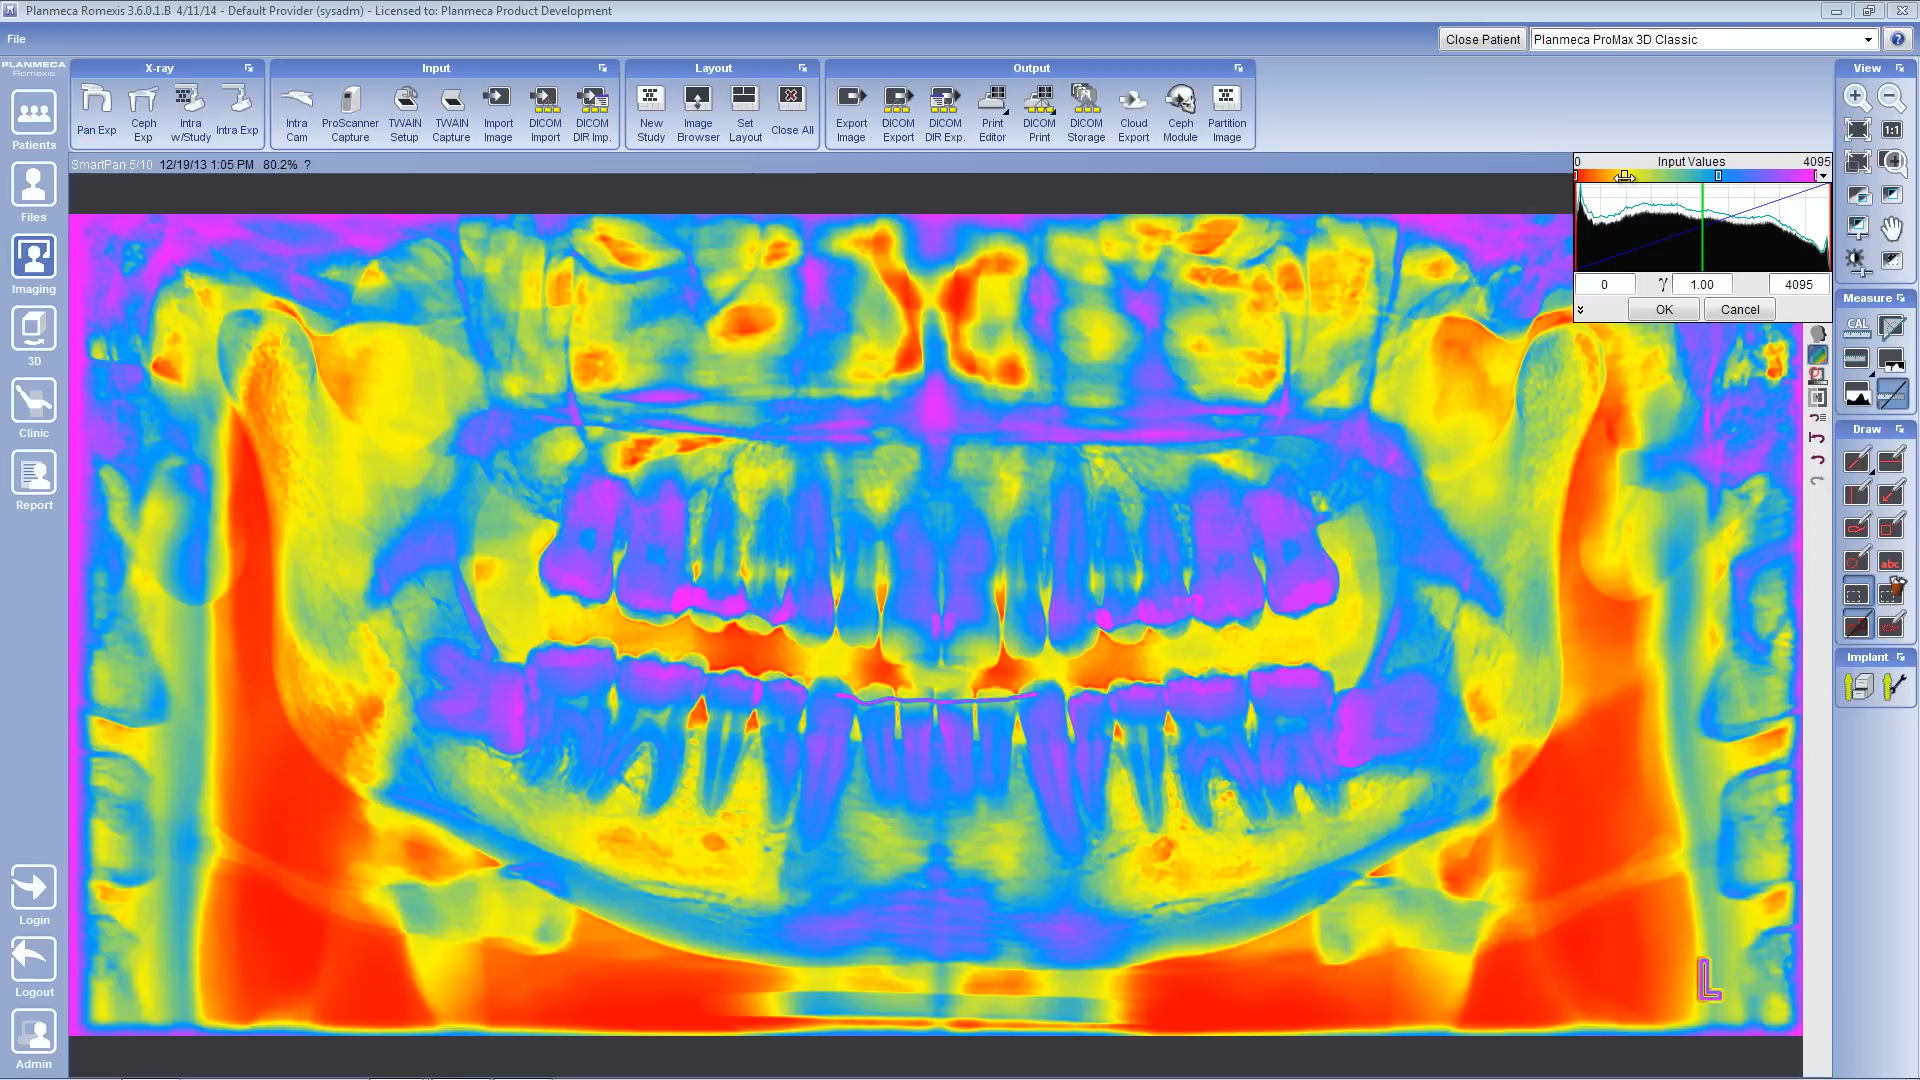 Planmeca Romexis 3.6.0.1.B 4/11/14 - Default Provider (sysadm) - Licensed to: Planmeca Product Development
File
Close Patient
Planmeca ProMax 3D Classic
?
PLANMECA
Romexis
Patients
Files
Imaging
3D
Clinic
Report
Login
Logout
Admin
X-ray
Pan Exp
Ceph Exp
Intra w/Study
Intra Exp
Input
Intra Cam
ProScanner Capture
TWAIN Setup
TWAIN Capture
Import Image
DICOM Import
DICOM DIR Imp.
Layout
New Study
Image Browser
Set Layout
Close All
Output
Export Image
DICOM Export
DICOM DIR Exp.
Print Editor
DICOM Print
DICOM Storage
Cloud Export
Ceph Module
Partition Image
SmartPan 5/10 12/19/13 1:05 PM 80.2% ?
0 Input Values 4095
0 γ 1.00 4095
OK Cancel
View
1:1
Measure
CAL
Draw
abc
Implant
L